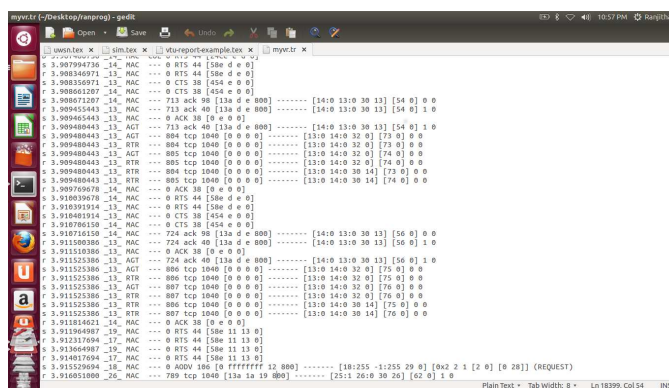 myvr.tr (~/Desktop/ranprog) - gedit
10:57 PM Ranjitha
Open Save Undo
uwsn.tex × sim.tex × vtu-report-example.tex × myvr.tr ×
s 3.907994736 _14_ MAC --- 0 RTS 44 [58e d e 0]
r 3.908346971 _13_ MAC --- 0 RTS 44 [58e d e 0]
s 3.908356971 _13_ MAC --- 0 CTS 38 [454 e 0 0]
r 3.908661207 _14_ MAC --- 0 CTS 38 [454 e 0 0]
s 3.908671207 _14_ MAC --- 713 ack 98 [13a d e 800] ------- [14:0 13:0 30 13] [54 0] 0 0
r 3.909455443 _13_ MAC --- 713 ack 40 [13a d e 800] ------- [14:0 13:0 30 13] [54 0] 1 0
s 3.909465443 _13_ MAC --- 0 ACK 38 [0 e 0 0]
r 3.909480443 _13_ AGT --- 713 ack 40 [13a d e 800] ------- [14:0 13:0 30 13] [54 0] 1 0
s 3.909480443 _13_ AGT --- 804 tcp 1040 [0 0 0 0] ------- [13:0 14:0 32 0] [73 0] 0 0
r 3.909480443 _13_ RTR --- 804 tcp 1040 [0 0 0 0] ------- [13:0 14:0 32 0] [73 0] 0 0
s 3.909480443 _13_ AGT --- 805 tcp 1040 [0 0 0 0] ------- [13:0 14:0 32 0] [74 0] 0 0
r 3.909480443 _13_ RTR --- 805 tcp 1040 [0 0 0 0] ------- [13:0 14:0 32 0] [74 0] 0 0
s 3.909480443 _13_ RTR --- 804 tcp 1040 [0 0 0 0] ------- [13:0 14:0 30 14] [73 0] 0 0
s 3.909480443 _13_ RTR --- 805 tcp 1040 [0 0 0 0] ------- [13:0 14:0 30 14] [74 0] 0 0
r 3.909769678 _14_ MAC --- 0 ACK 38 [0 e 0 0]
s 3.910039678 _14_ MAC --- 0 RTS 44 [58e d e 0]
r 3.910391914 _13_ MAC --- 0 RTS 44 [58e d e 0]
s 3.910401914 _13_ MAC --- 0 CTS 38 [454 e 0 0]
r 3.910706150 _14_ MAC --- 0 CTS 38 [454 e 0 0]
s 3.910716150 _14_ MAC --- 724 ack 98 [13a d e 800] ------- [14:0 13:0 30 13] [56 0] 0 0
r 3.911500386 _13_ MAC --- 724 ack 40 [13a d e 800] ------- [14:0 13:0 30 13] [56 0] 1 0
s 3.911510386 _13_ MAC --- 0 ACK 38 [0 e 0 0]
r 3.911525386 _13_ AGT --- 724 ack 40 [13a d e 800] ------- [14:0 13:0 30 13] [56 0] 1 0
s 3.911525386 _13_ AGT --- 806 tcp 1040 [0 0 0 0] ------- [13:0 14:0 32 0] [75 0] 0 0
r 3.911525386 _13_ RTR --- 806 tcp 1040 [0 0 0 0] ------- [13:0 14:0 32 0] [75 0] 0 0
s 3.911525386 _13_ AGT --- 807 tcp 1040 [0 0 0 0] ------- [13:0 14:0 32 0] [76 0] 0 0
r 3.911525386 _13_ RTR --- 807 tcp 1040 [0 0 0 0] ------- [13:0 14:0 32 0] [76 0] 0 0
s 3.911525386 _13_ RTR --- 806 tcp 1040 [0 0 0 0] ------- [13:0 14:0 30 14] [75 0] 0 0
s 3.911525386 _13_ RTR --- 807 tcp 1040 [0 0 0 0] ------- [13:0 14:0 30 14] [76 0] 0 0
r 3.911814621 _14_ MAC --- 0 ACK 38 [0 e 0 0]
s 3.911964987 _19_ MAC --- 0 RTS 44 [58e 11 13 0]
r 3.912317694 _17_ MAC --- 0 RTS 44 [58e 11 13 0]
s 3.913664987 _19_ MAC --- 0 RTS 44 [58e 11 13 0]
r 3.914017694 _17_ MAC --- 0 RTS 44 [58e 11 13 0]
s 3.915529694 _18_ MAC --- 0 AODV 106 [0 ffffffff 12 800] ------- [18:255 -1:255 29 0] [0x2 2 1 [2 0] [0 28]] (REQUEST)
r 3.916051000 _26_ MAC --- 789 tcp 1040 [13a 1a 19 800] ------- [25:1 26:0 30 26] [62 0] 1 0
Plain Text Tab Width: 8 Ln 18399, Col 54 INS